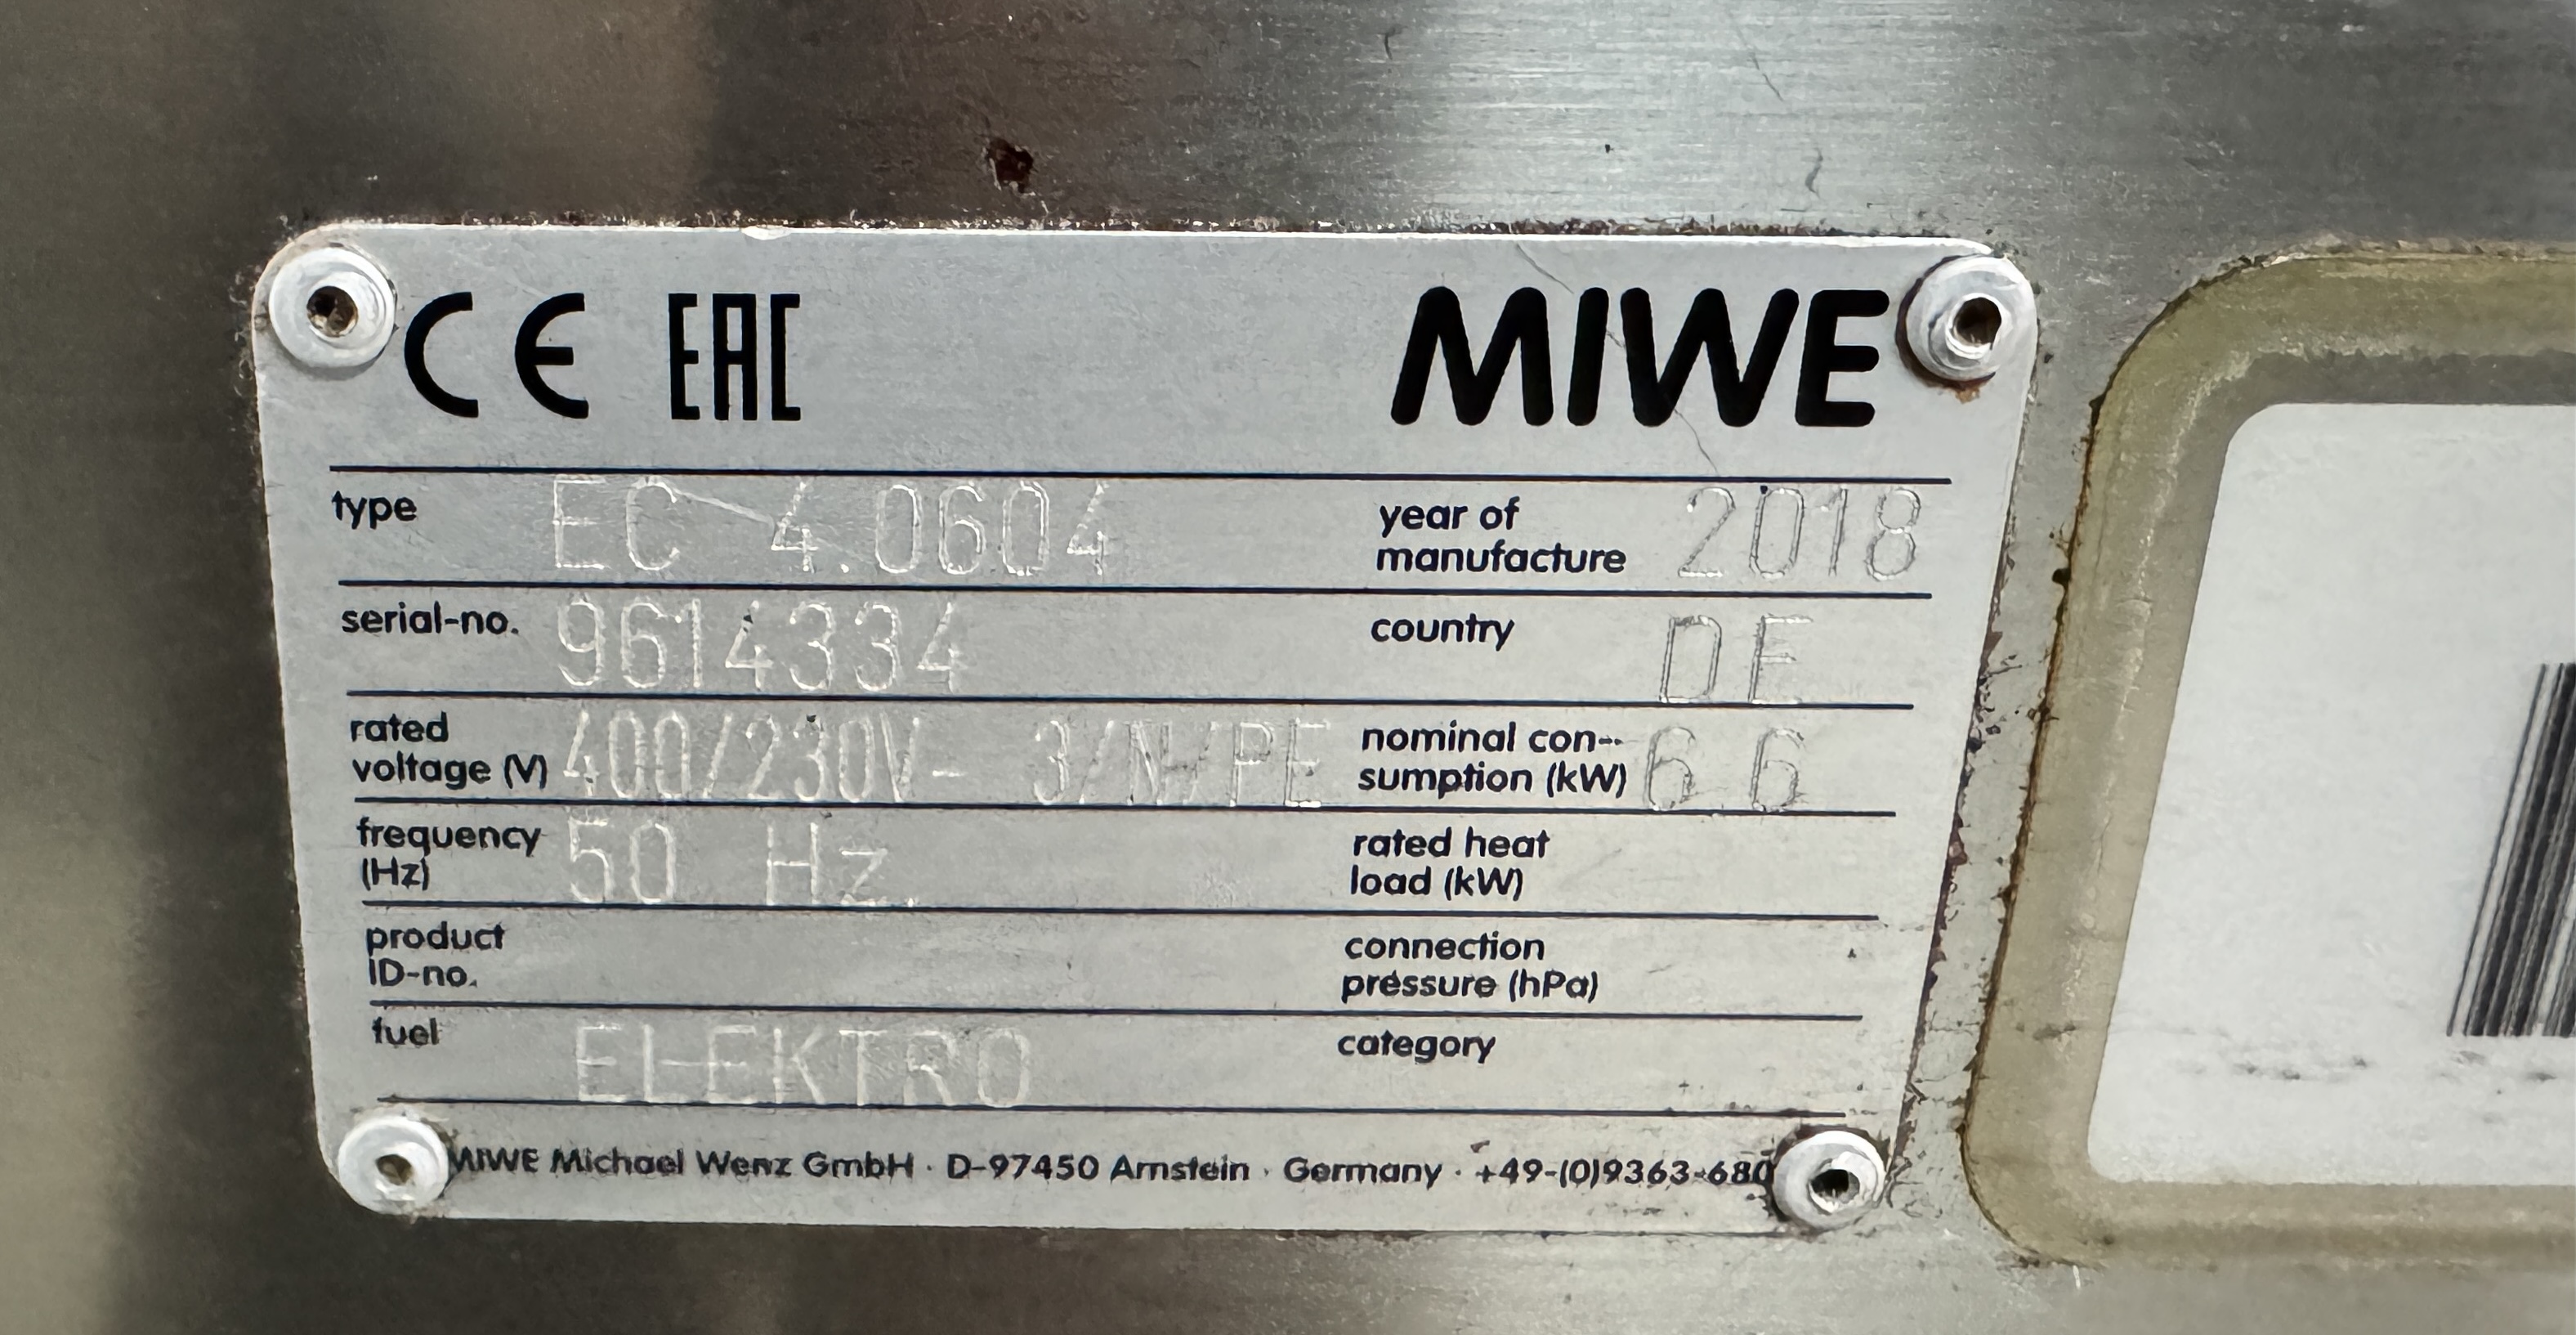 CE EAC MIWE
type EC 4.0604 year of manufacture 2018
serial-no. 9614334 country DE
rated voltage (V) 400/230V- 3/N/PE nominal con-sumption (kW) 6.6
frequency (Hz) 50 Hz. rated heat load (kW)
product ID-no. connection pressure (hPa)
fuel ELEKTRO category
MIWE Michael Wenz GmbH · D-97450 Arnstein · Germany · +49-(0)9363-680